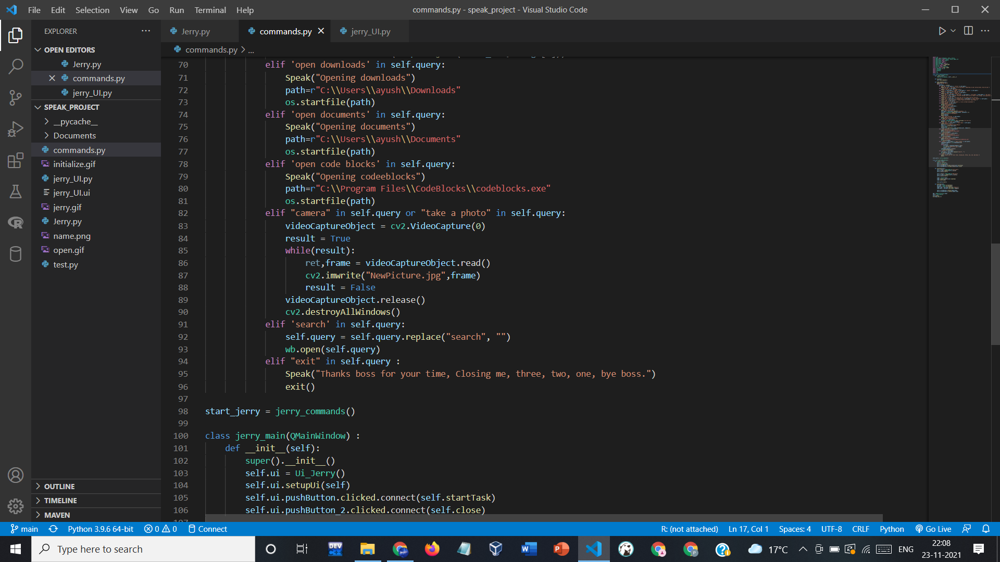 File Edit Selection View Go Run Terminal Help
commands.py - speak_project - Visual Studio Code
EXPLORER
OPEN EDITORS
Jerry.py
commands.py
jerry_UI.py
SPEAK_PROJECT
__pycache__
Documents
commands.py
initialize.gif
jerry_UI.py
jerry_UI.ui
jerry.gif
Jerry.py
name.png
open.gif
test.py
OUTLINE
TIMELINE
MAVEN
Jerry.py
commands.py
jerry_UI.py
commands.py > ...
70 elif 'open downloads' in self.query:
71 Speak("Opening downloads")
72 path=r"C:\\Users\\ayush\\Downloads"
73 os.startfile(path)
74 elif 'open documents' in self.query:
75 Speak("Opening documents")
76 path=r"C:\\Users\\ayush\\Documents"
77 os.startfile(path)
78 elif 'open code blocks' in self.query:
79 Speak("Opening codeeblocks")
80 path=r"C:\\Program Files\\CodeBlocks\\codeblocks.exe"
81 os.startfile(path)
82 elif "camera" in self.query or "take a photo" in self.query:
83 videoCaptureObject = cv2.VideoCapture(0)
84 result = True
85 while(result):
86 ret,frame = videoCaptureObject.read()
87 cv2.imwrite("NewPicture.jpg",frame)
88 result = False
89 videoCaptureObject.release()
90 cv2.destroyAllWindows()
91 elif 'search' in self.query:
92 self.query = self.query.replace("search", "")
93 wb.open(self.query)
94 elif "exit" in self.query :
95 Speak("Thanks boss for your time, Closing me, three, two, one, bye boss.")
96 exit()
97
98 start_jerry = jerry_commands()
99
100 class jerry_main(QMainWindow) :
101 def __init__(self):
102 super().__init__()
103 self.ui = Ui_Jerry()
104 self.ui.setupUi(self)
105 self.ui.pushButton.clicked.connect(self.startTask)
106 self.ui.pushButton_2.clicked.connect(self.close)
main Python 3.9.6 64-bit 0 0 Connect
R: (not attached) Ln 17, Col 1 Spaces: 4 UTF-8 CRLF Python Go Live
Type here to search
DEV C++
17°C
ENG
22:08
23-11-2021